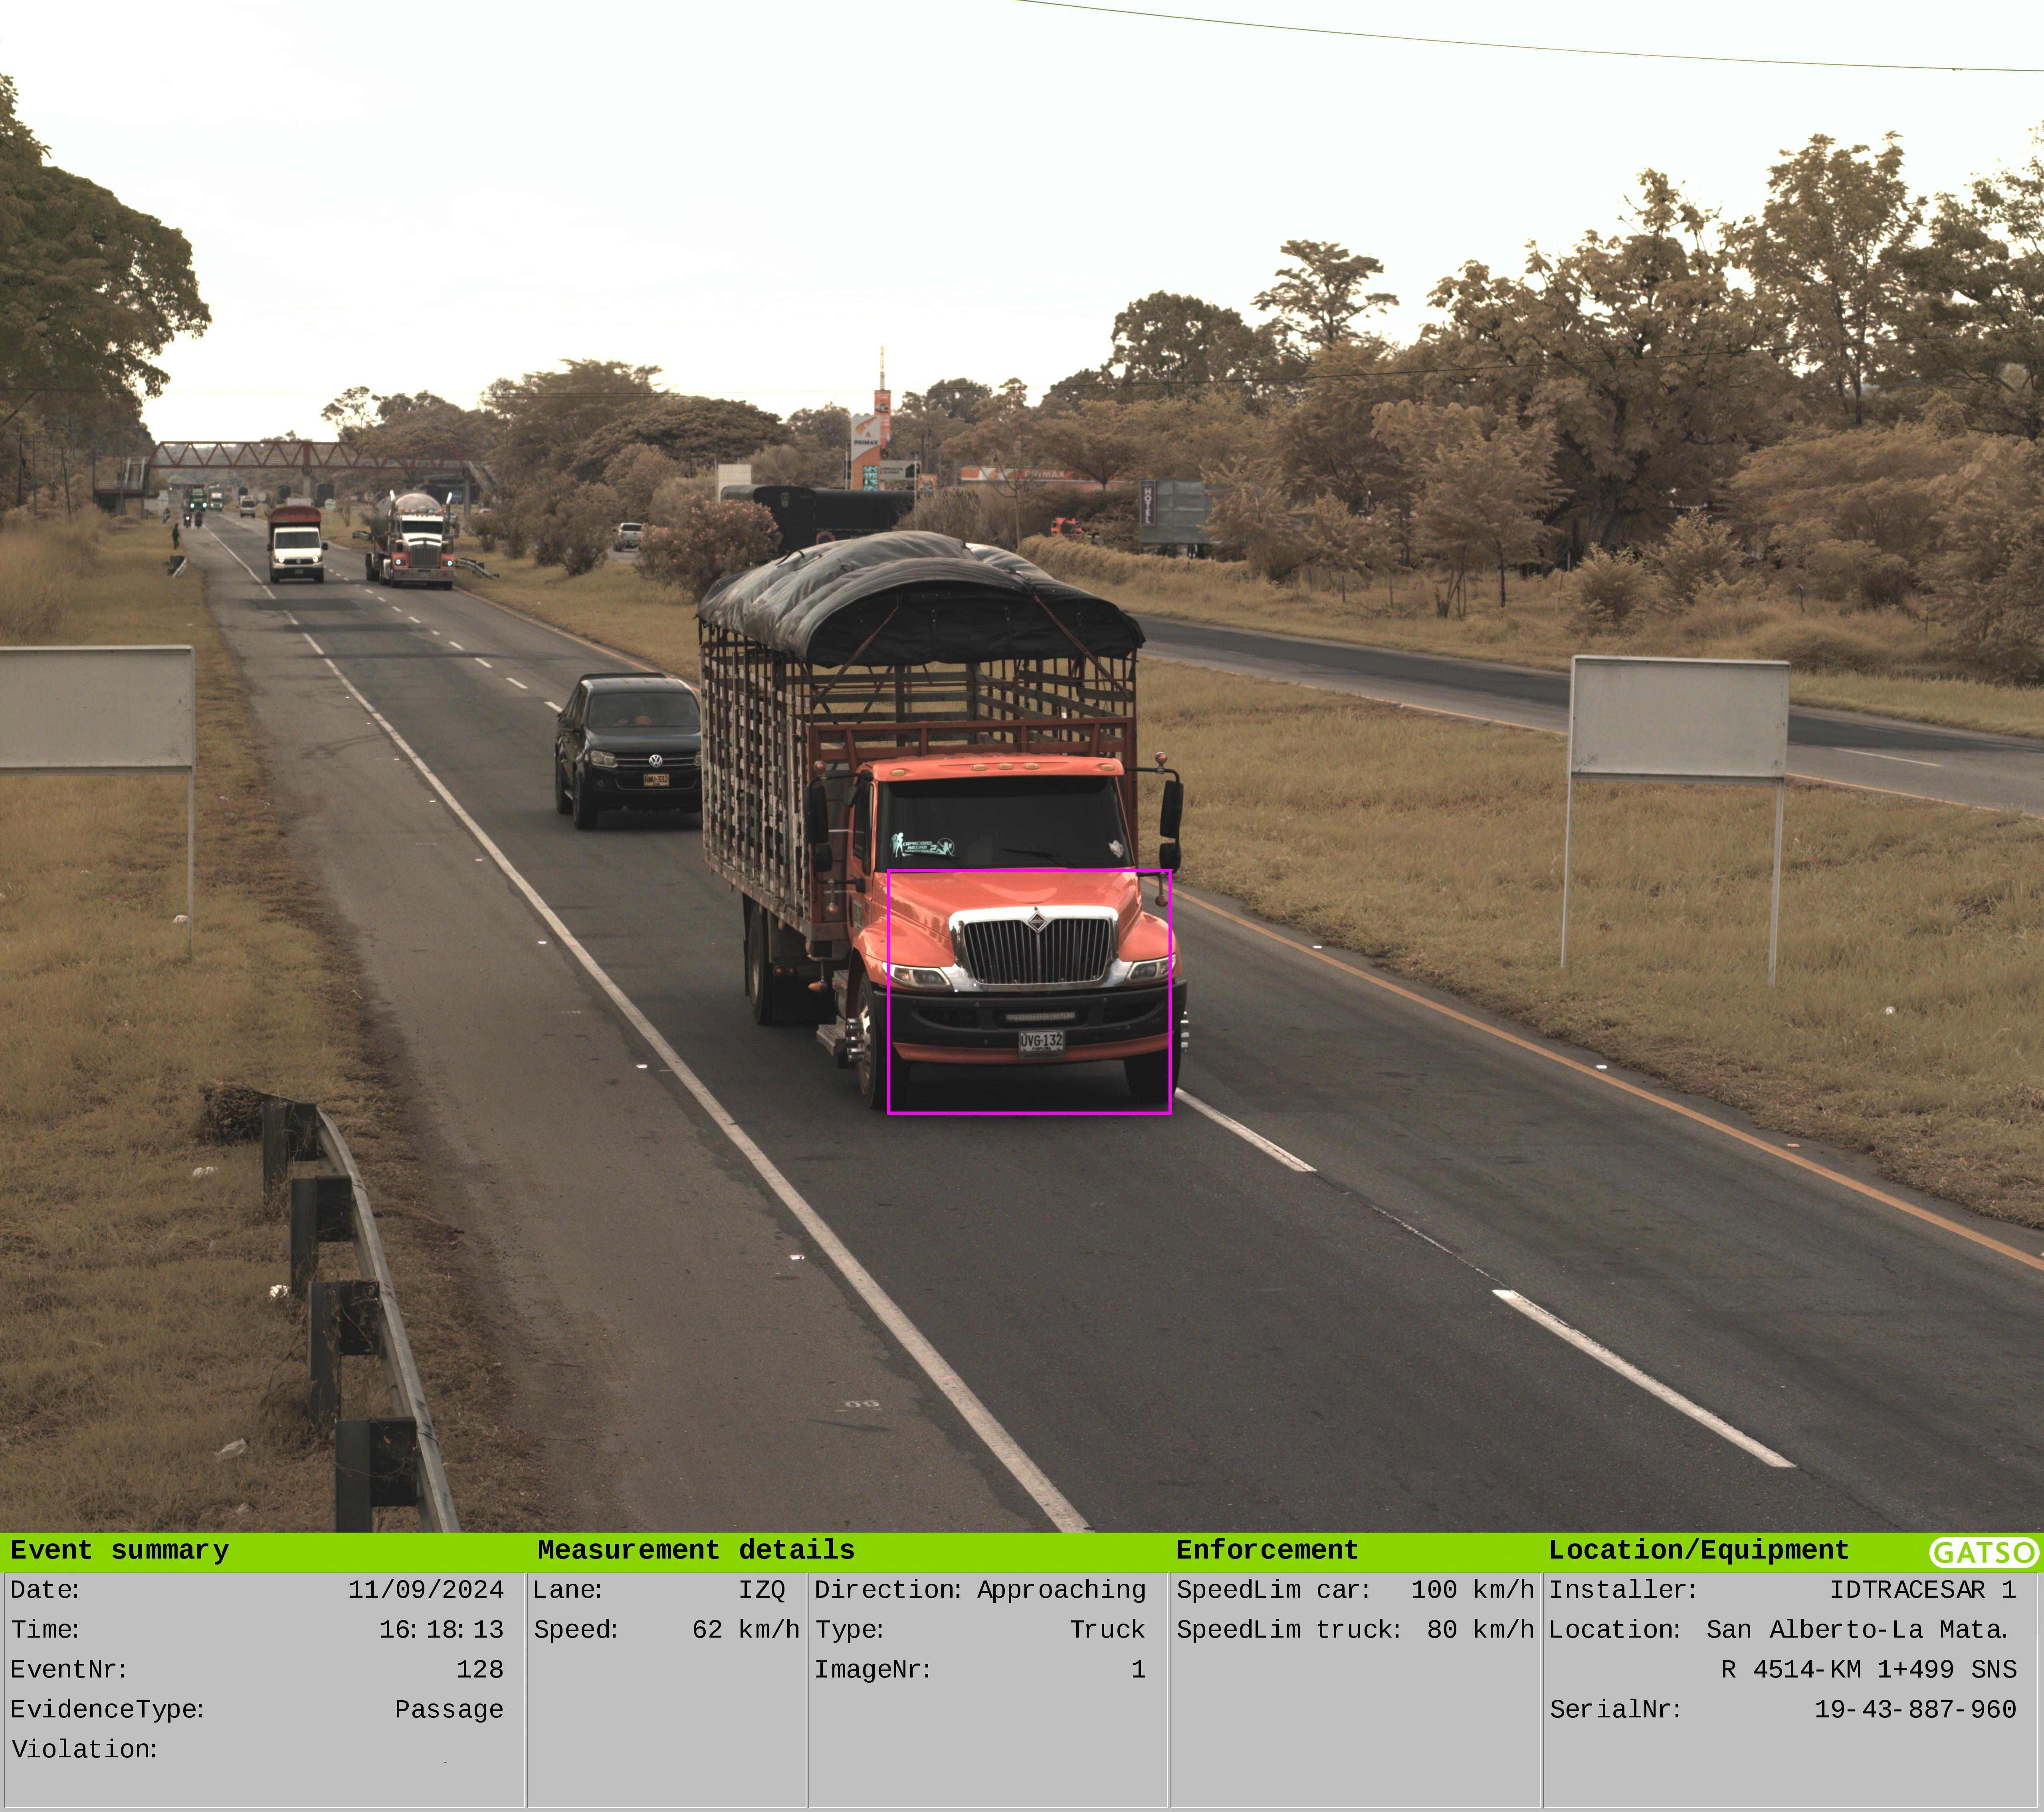 PRIMAX
PRIMAX
HOTEL
UVG-132
Event summary
Date: 11/09/2024
Time: 16:18:13
EventNr: 128
EvidenceType: Passage
Violation:
Measurement details
Lane: IZQ
Speed: 62 km/h
Direction: Approaching
Type: Truck
ImageNr: 1
Enforcement
SpeedLim car: 100 km/h
SpeedLim truck: 80 km/h
Location/Equipment
GATSO
Installer: IDTRACESAR 1
Location: San Alberto-La Mata.
R 4514-KM 1+499 SNS
SerialNr: 19-43-887-960